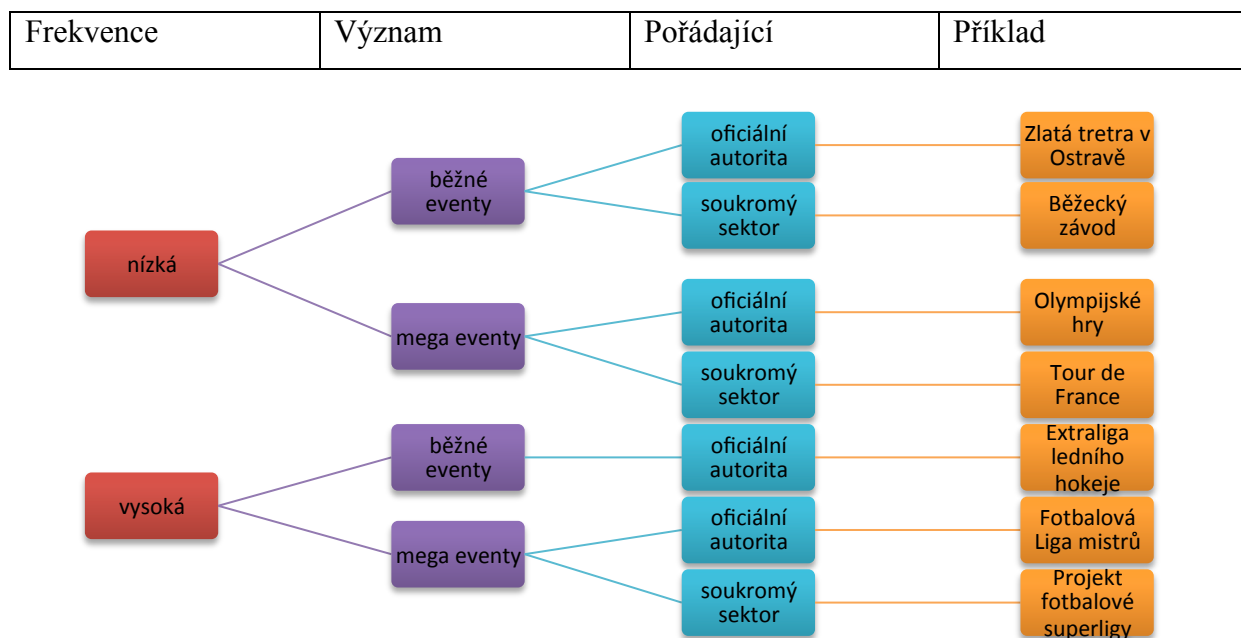 Frekvence
Význam
Pořádající
Příklad
oficiální
autorita
Zlatá tretra v
Ostravě
běžné
eventy
soukromý
sektor
Běžecký
závod
nízká
oficiální
autorita
Olympijské
hry
mega eventy
soukromý
sektor
Tour de
France
běžné
eventy
oficiální
autorita
Extraliga
ledního
hokeje
vysoká
oficiální
autorita
Fotbalová
Liga mistrů
mega eventy
soukromý
sektor
Projekt
fotbalové
superligy